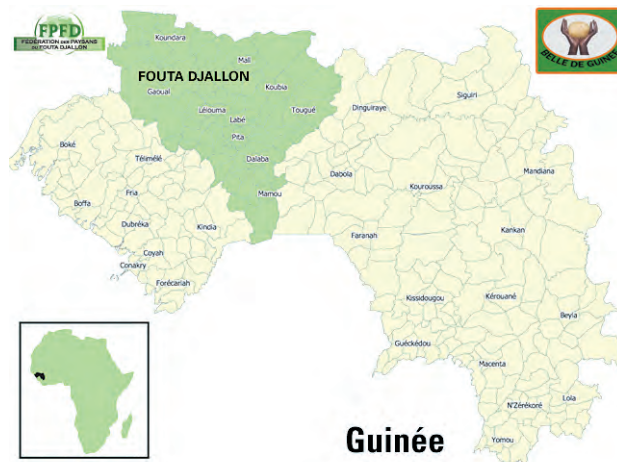 FPFD
FÉDÉRATION DES PAYSANS
DU FOUTA DJALLON
BELLE DE GUINÉE
Koundara
Mali
FOUTA DJALLON
Gaoual
Koubia
Lélouma
Labé
Tougué
Pita
Dalaba
Mamou
Siguiri
Dinguiraye
Boké
Télimélé
Dabola
Kouroussa
Mandiana
Fria
Boffa
Dubréka
Kindia
Faranah
Kankan
Coyah
Conakry
Forécariah
Kissidougou
Kérouané
Beyla
Guéckédou
Macenta
N'Zérékoré
Lola
Yomou
Guinée